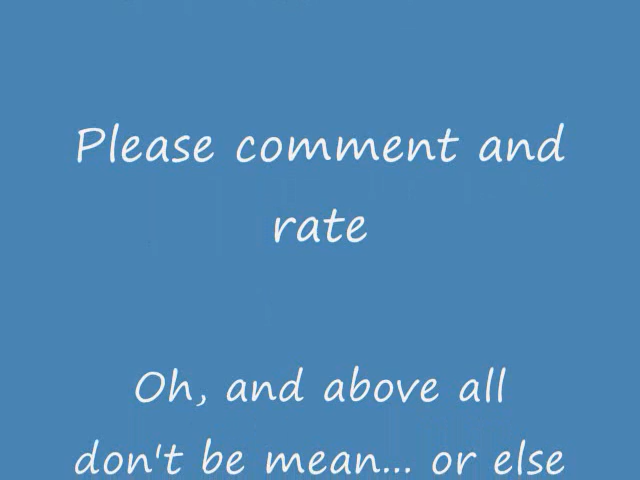 Please comment and
rate
Oh, and above all
don't be mean... or else